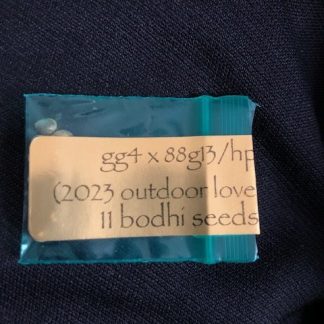 gg4 x 88g13/hp
(2023 outdoor love
11 bodhi seeds